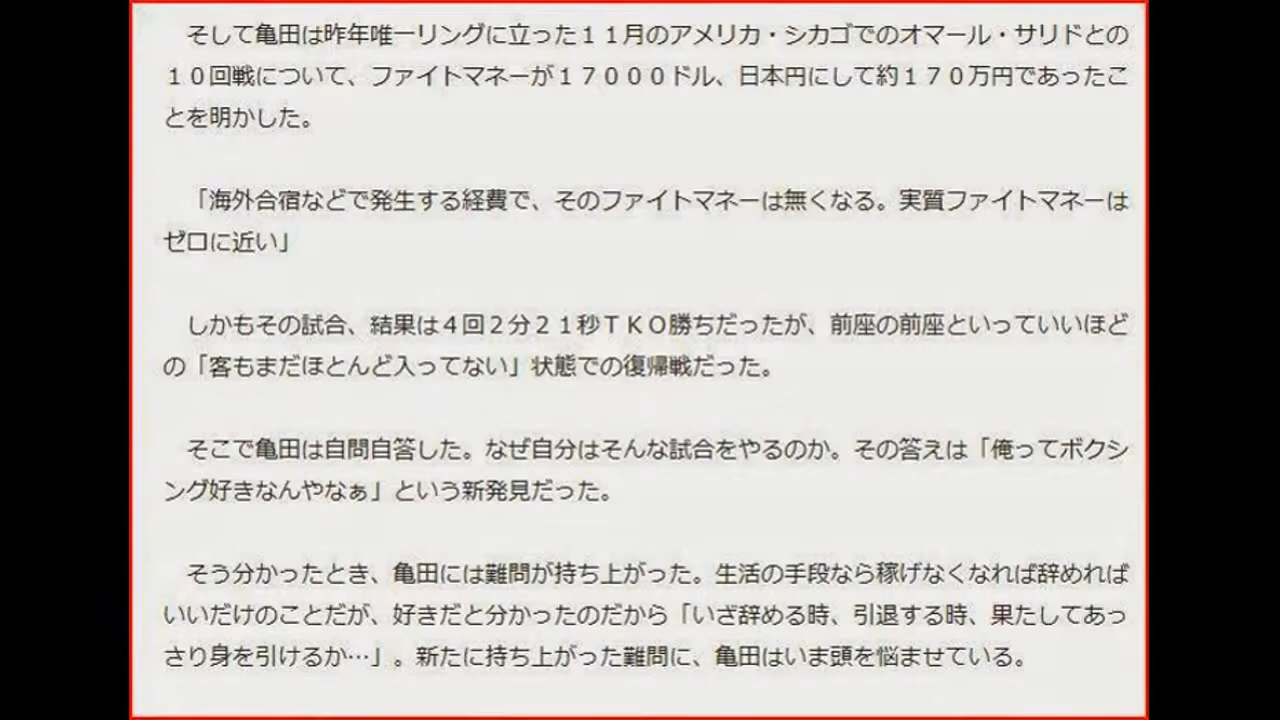 そして亀田は昨年唯一リングに立った１１月のアメリカ・シカゴでのオマール・サリドとの
１０回戦について、ファイトマネーが１７０００ドル、日本円にして約１７０万円であったこ
とを明かした。
「海外合宿などで発生する経費で、そのファイトマネーは無くなる。実質ファイトマネーは
ゼロに近い」
しかもその試合、結果は４回２分２１秒ＴＫＯ勝ちだったが、前座の前座といっていいほど
の「客もまだほとんど入ってない」状態での復帰戦だった。
そこで亀田は自問自答した。なぜ自分はそんな試合をやるのか。その答えは「俺ってボクシ
ング好きなんやなぁ」という新発見だった。
そう分かったとき、亀田には難問が持ち上がった。生活の手段なら稼げなくなれば辞めれば
いいだけのことだが、好きだと分かったのだから「いざ辞める時、引退する時、果たしてあっ
さり身を引けるか…」。新たに持ち上がった難問に、亀田はいま頭を悩ませている。